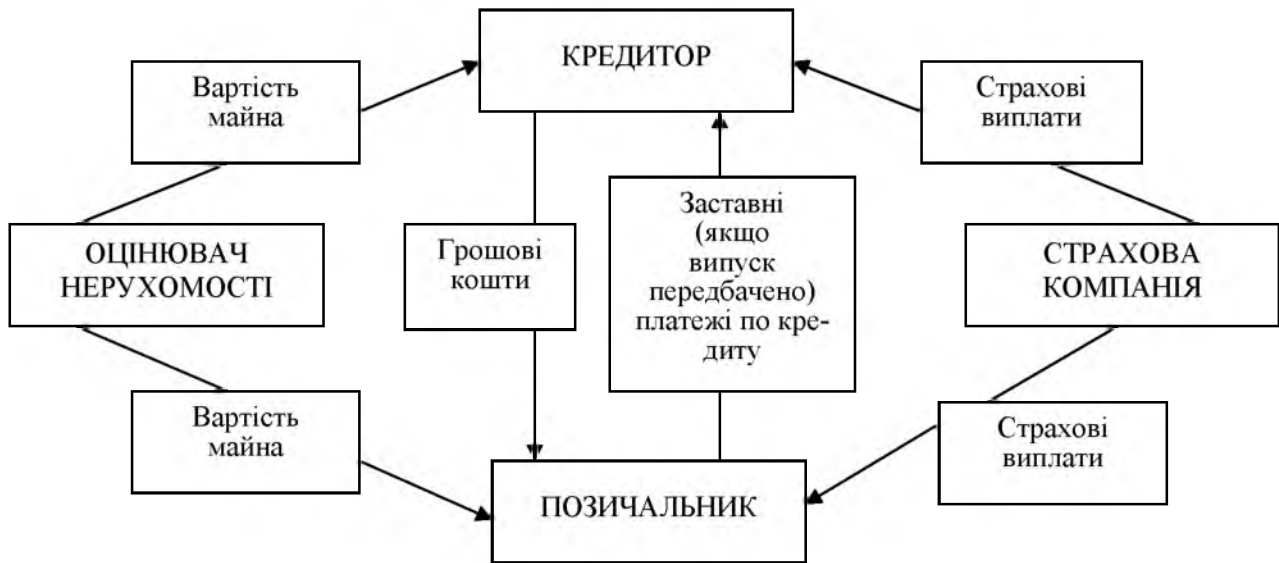 КРЕДИТОР
Вартість
майна
Страхові
виплати
ОЦІНЮВАЧ
НЕРУХОМОСТІ
Грошові
кошти
Заставні
(якщо
випуск
передбачено)
платежі по кре-
диту
СТРАХОВА
КОМПАНІЯ
Вартість
майна
Страхові
виплати
ПОЗИЧАЛЬНИК